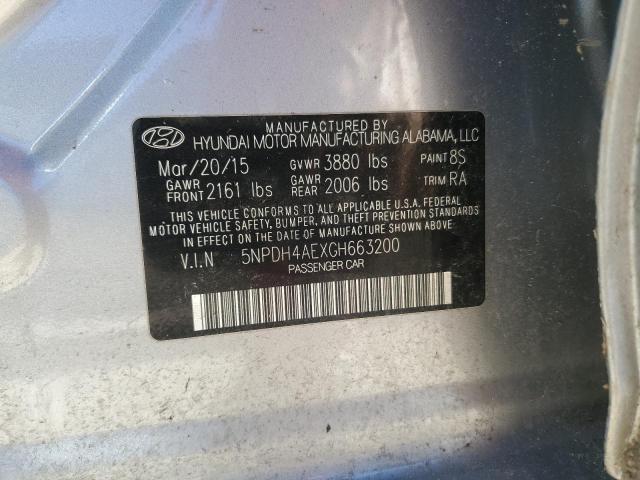 MANUFACTURED BY
HYUNDAI MOTOR MANUFACTURING ALABAMA, LLC
Mar/20/15 GVWR 3880 lbs PAINT 8S
GAWR FRONT 2161 lbs GAWR REAR 2006 lbs TRIM RA
THIS VEHICLE CONFORMS TO ALL APPLICABLE U.S.A. FEDERAL
MOTOR VEHICLE SAFETY, BUMPER, AND THEFT PREVENTION STANDARDS
IN EFFECT ON THE DATE OF MANUFACTURE SHOWN ABOVE
V.I.N 5NPDH4AEXGH663200
PASSENGER CAR